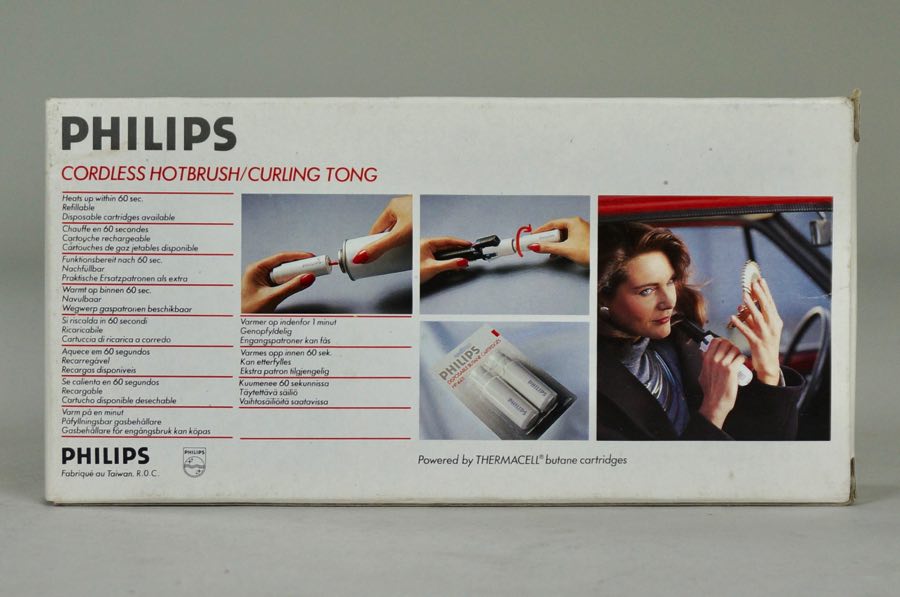 PHILIPS
CORDLESS HOTBRUSH/CURLING TONG
Heats up within 60 sec.
Refillable
Disposable cartridges available
Chauffe en 60 secondes
Cartouche rechargeable
Cartouches de gaz jetables disponible
Funktionsbereit nach 60 sec.
Nachfüllbar
Praktische Ersatzpatronen als extra
Warmt op binnen 60 sec.
Navulbaar
Wegwerp gaspatronen beschikbaar
Si riscalda in 60 secondi
Ricaricabile
Cartuccia di ricarica a corredo
Aquece em 60 segundos
Recarregável
Recargas disponiveis
Se calienta en 60 segundos
Recargable
Cartucho disponible desechable
Varm på en minut
Påfyllningsbar gasbehållare
Gasbehållare för engångsbruk kan köpas
Varmer op indenfor 1 minut
Genopfyldelig
Engangspatroner kan fås
Varmes opp innen 60 sek.
Kan etterfylles
Ekstra patron tilgjengelig
Kuumenee 60 sekunnissa
Täytettävä säiliö
Vaihtosäiliöitä saatavissa
PHILIPS
DISPOSABLE BUTANE CARTRIDGES
PHILIPS
PHILIPS
Powered by THERMACELL® butane cartridges
PHILIPS
Fabriqué au Taiwan. R.O.C.
PHILIPS